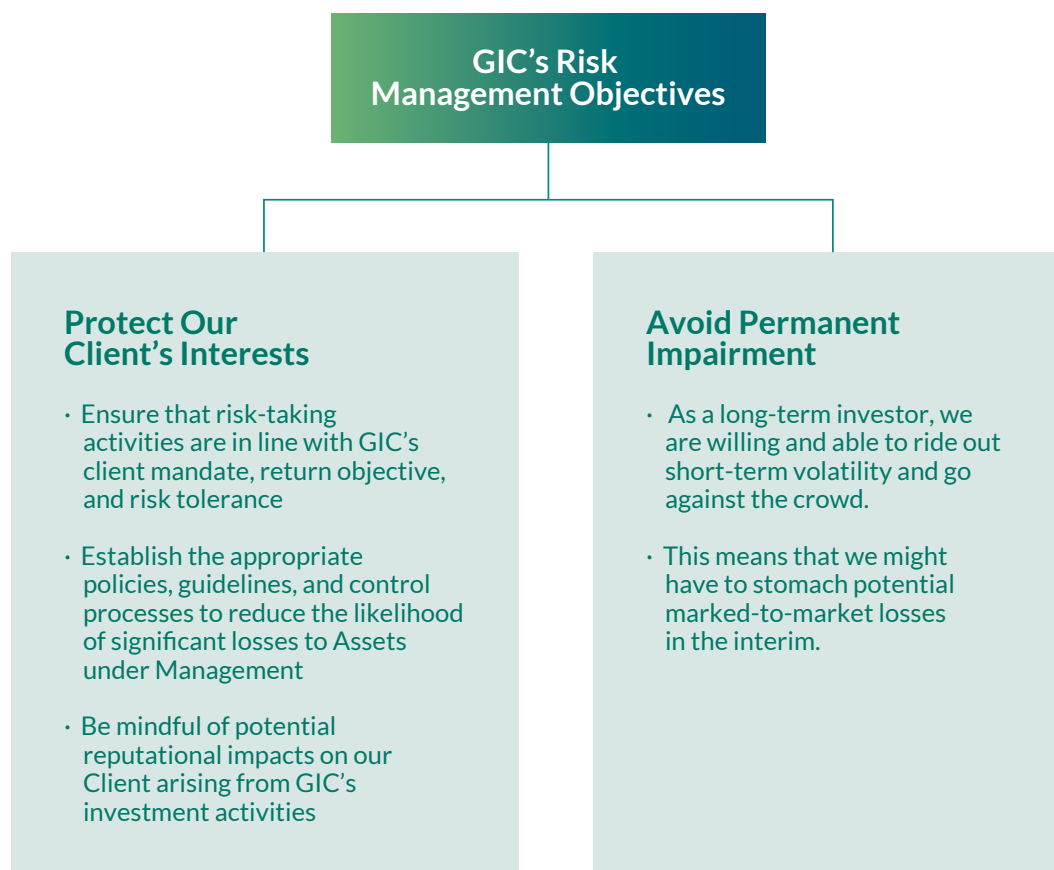 GIC’s Risk
Management Objectives
Protect Our
Client’s Interests
· Ensure that risk-taking
activities are in line with GIC’s
client mandate, return objective,
and risk tolerance
· Establish the appropriate
policies, guidelines, and control
processes to reduce the likelihood
of significant losses to Assets
under Management
· Be mindful of potential
reputational impacts on our
Client arising from GIC’s
investment activities
Avoid Permanent
Impairment
· As a long-term investor, we
are willing and able to ride out
short-term volatility and go
against the crowd.
· This means that we might
have to stomach potential
marked-to-market losses
in the interim.